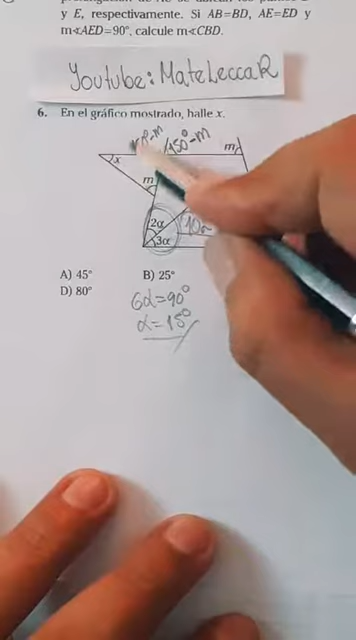 y E, respectivamente. Si AB=BD, AE=ED y
m∢AED=90°, calcule m∢CBD.
Youtube: MateLeccaR
6. En el gráfico mostrado, halle x.
150°-m
m
x
m
2α
3α
A) 45°
B) 25°
D) 80°
6α=90°
α=15°